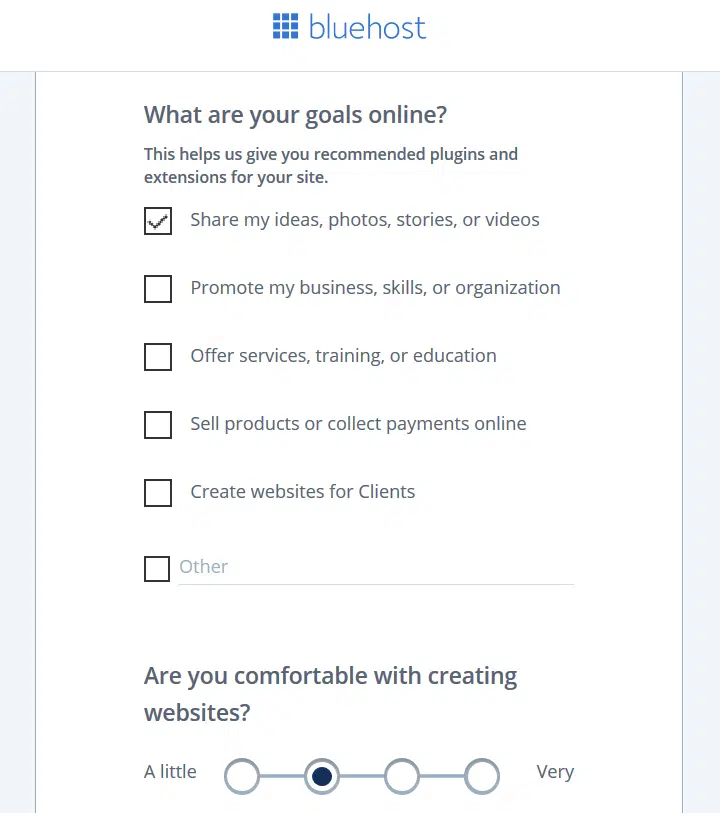 bluehost
What are your goals online?
This helps us give you recommended plugins and
extensions for your site.
Share my ideas, photos, stories, or videos
Promote my business, skills, or organization
Offer services, training, or education
Sell products or collect payments online
Create websites for Clients
Other
Are you comfortable with creating
websites?
A little
Very